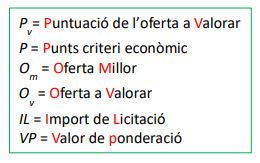 Pv = Puntuació de l’oferta a Valorar
P = Punts criteri econòmic
Om = Oferta Millor
Ov = Oferta a Valorar
IL = Import de Licitació
VP = Valor de ponderació